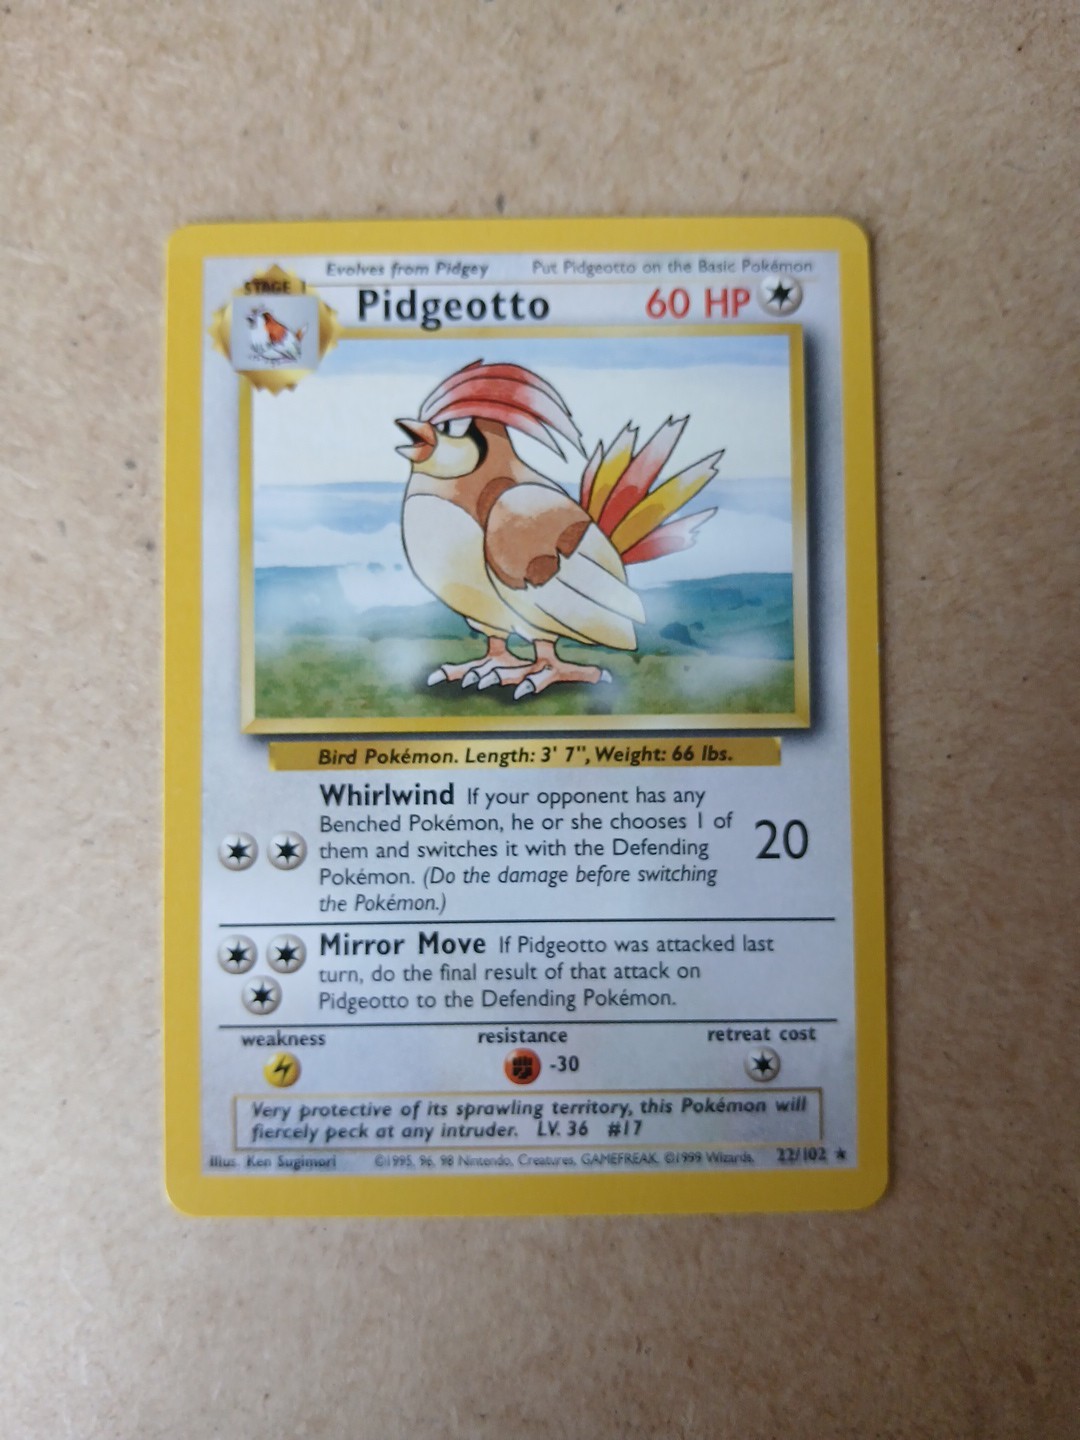 Evolves from Pidgey Put Pidgeotto on the Basic Pokémon
STAGE 1
Pidgeotto 60 HP
Bird Pokémon. Length: 3' 7", Weight: 66 lbs.
Whirlwind If your opponent has any
Benched Pokémon, he or she chooses 1 of
them and switches it with the Defending
Pokémon. (Do the damage before switching
the Pokémon.)
20
Mirror Move If Pidgeotto was attacked last
turn, do the final result of that attack on
Pidgeotto to the Defending Pokémon.
weakness resistance retreat cost
-30
Very protective of its sprawling territory, this Pokémon will
fiercely peck at any intruder. LV. 36 #17
Illus. Ken Sugimori ©1995, 96, 98 Nintendo, Creatures, GAMEFREAK. ©1999 Wizards. 22/102 ★